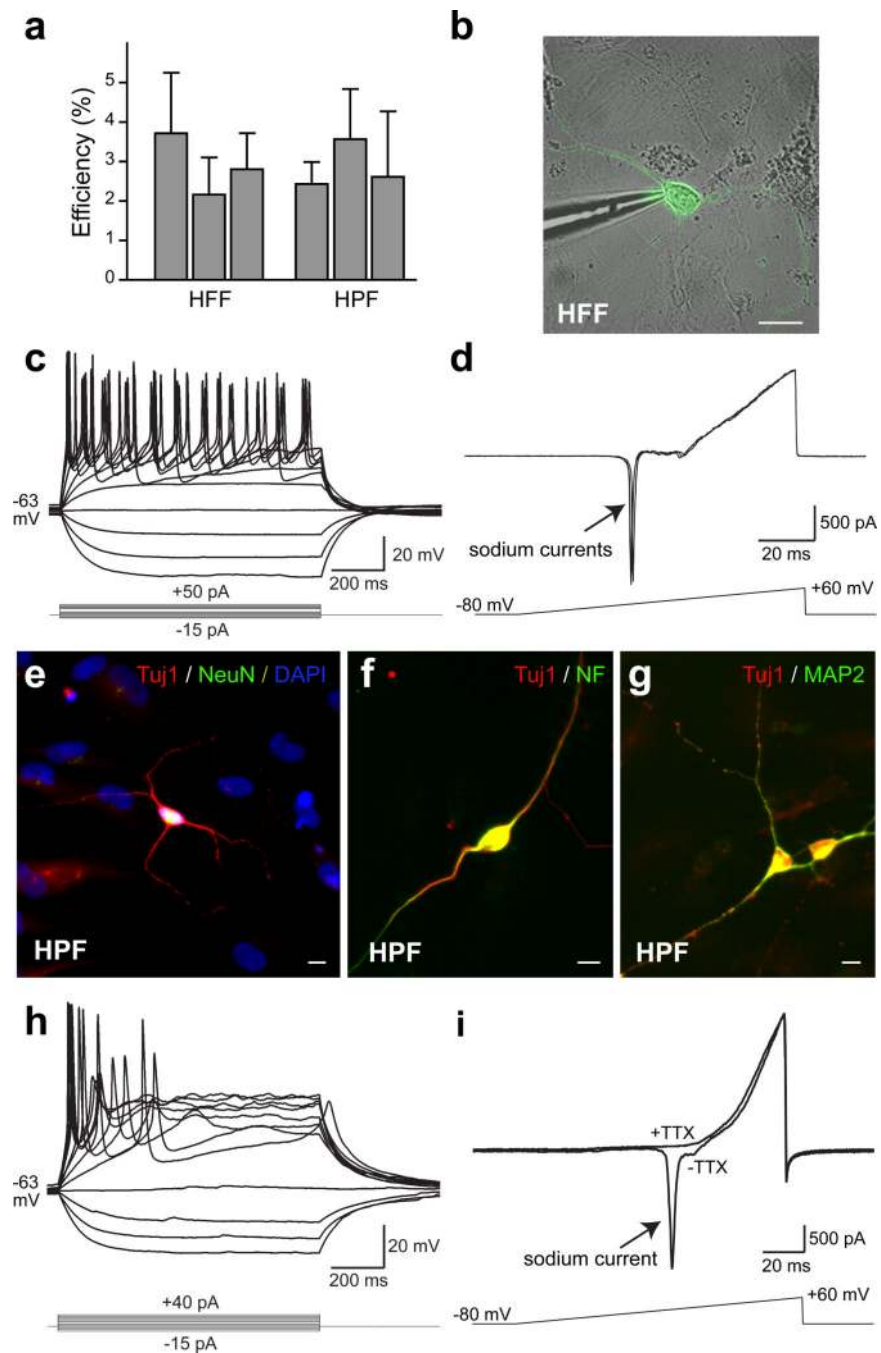 a
Efficiency (%)
5
4
3
2
1
0
HFF
HPF
b
HFF
c
-63
mV
20 mV
200 ms
+50 pA
-15 pA
d
sodium currents
500 pA
20 ms
-80 mV
+60 mV
e
Tuj1 / NeuN / DAPI
HPF
f
Tuj1 / NF
HPF
g
Tuj1 / MAP2
HPF
h
-63
mV
20 mV
200 ms
+40 pA
-15 pA
i
+TTX
-TTX
sodium current
500 pA
20 ms
-80 mV
+60 mV